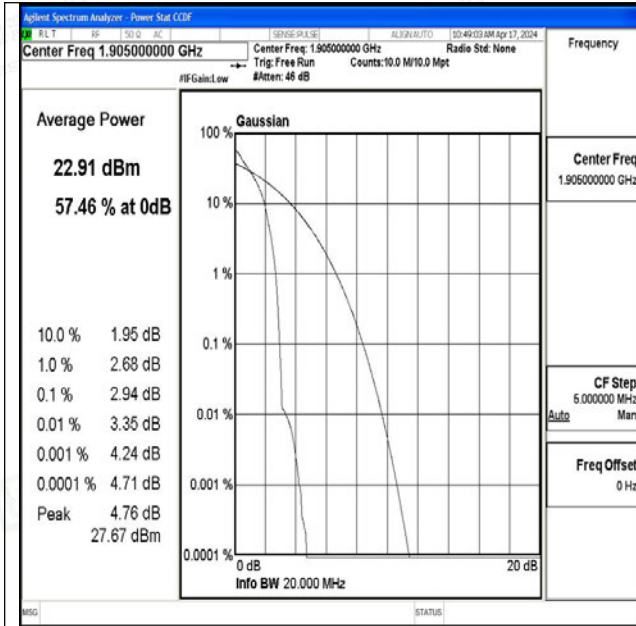 Agilent Spectrum Analyzer - Power Stat CCDF
RLT RF 50 Ω AC SENSE:PULSE ALIGNAUTO 10:49:03 AM Apr 17, 2024
Center Freq 1.905000000 GHz
Center Freq: 1.905000000 GHz Radio Std: None
Trig: Free Run Counts:10.0 M/10.0 Mpt
#IFGain:Low #Atten: 46 dB
Frequency
Average Power
22.91 dBm
57.46 % at 0dB
10.0 % 1.95 dB
1.0 % 2.68 dB
0.1 % 2.94 dB
0.01 % 3.35 dB
0.001 % 4.24 dB
0.0001 % 4.71 dB
Peak 4.76 dB
27.67 dBm
Gaussian
100 %
10 %
1 %
0.1 %
0.01 %
0.001 %
0.0001 %
0 dB 20 dB
Info BW 20.000 MHz
Center Freq
1.905000000 GHz
CF Step
5.000000 MHz
Auto Man
Freq Offset
0 Hz
MSG STATUS